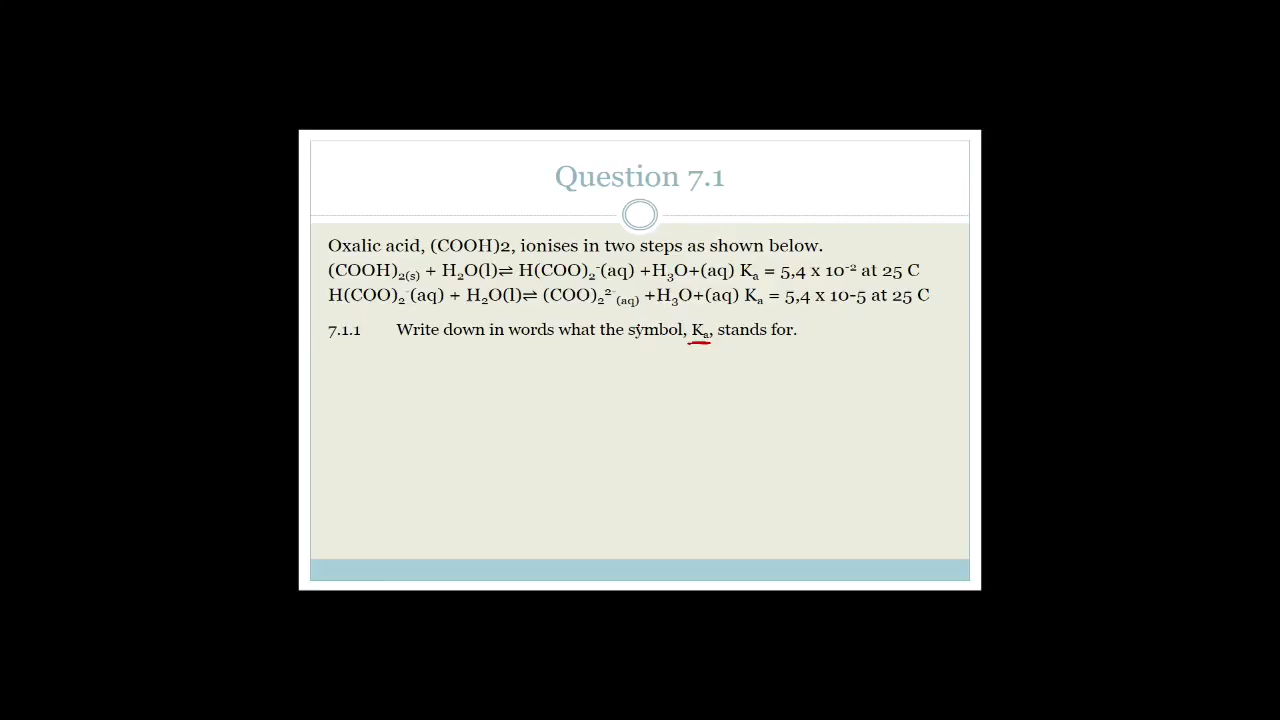 Question 7.1
Oxalic acid, (COOH)2, ionises in two steps as shown below.
(COOH)₂₍ₛ₎ + H₂O(l)⇌ H(COO)₂⁻(aq) +H₃O+(aq) Kₐ = 5,4 x 10⁻² at 25 C
H(COO)₂⁻(aq) + H₂O(l)⇌ (COO)₂²⁻(aq) +H₃O+(aq) Kₐ = 5,4 x 10-5 at 25 C
7.1.1 Write down in words what the symbol, Kₐ, stands for.